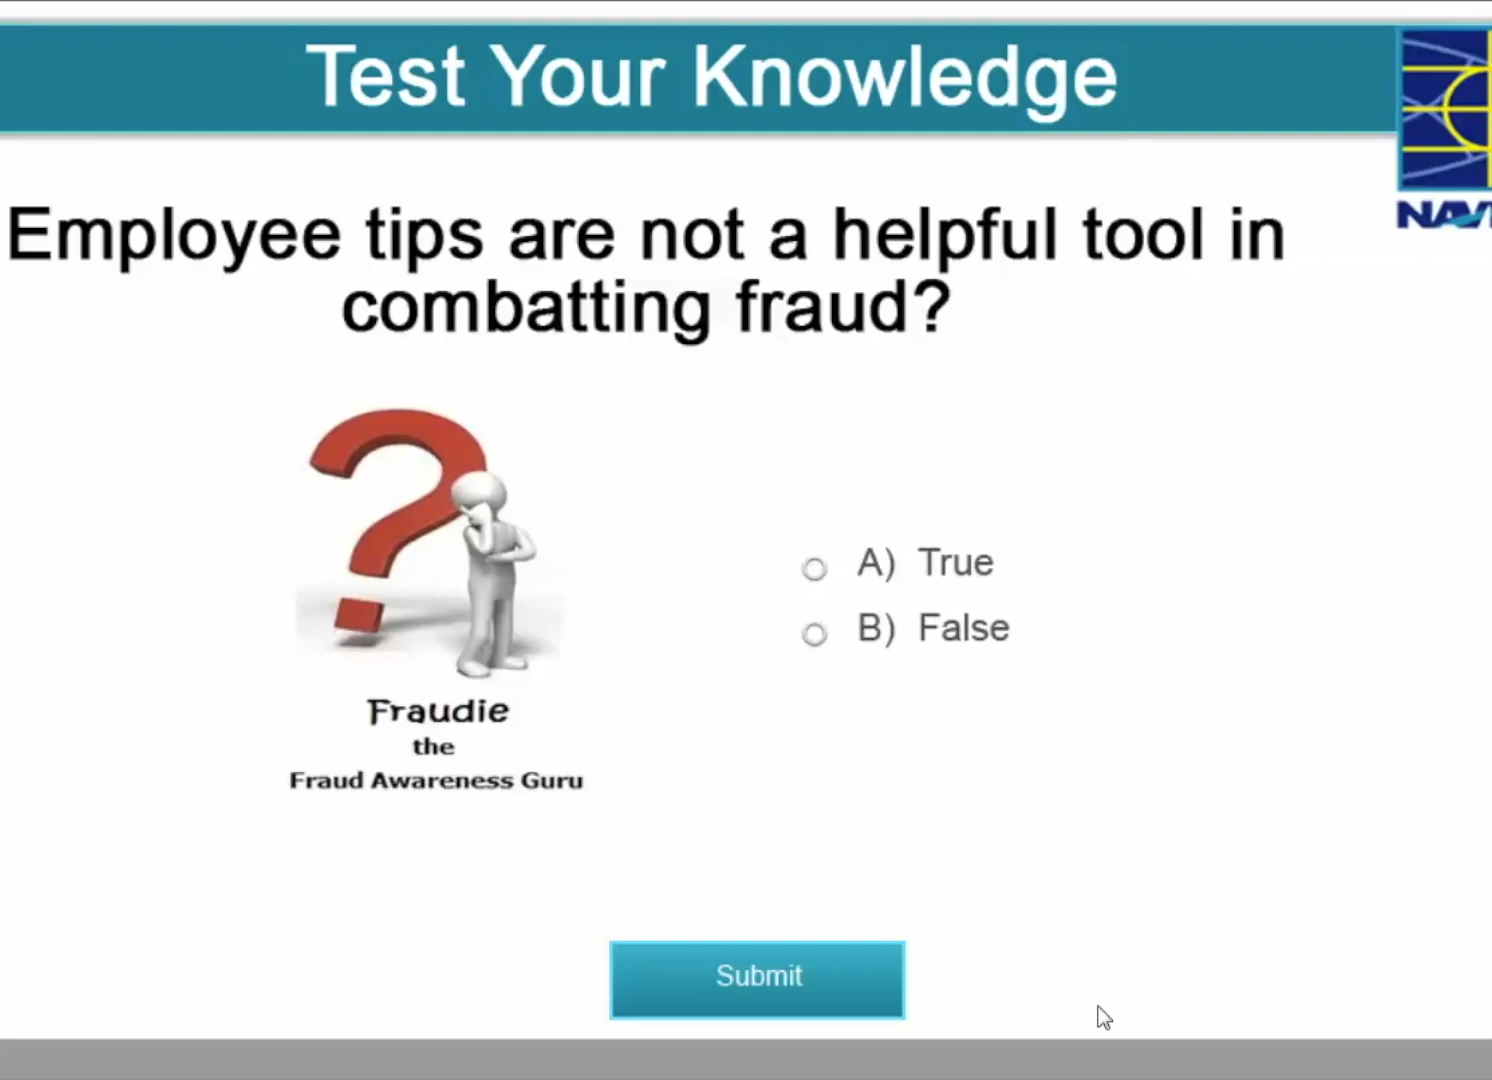 Test Your Knowledge
Employee tips are not a helpful tool in
combatting fraud?
A) True
B) False
Fraudie
the
Fraud Awareness Guru
Submit